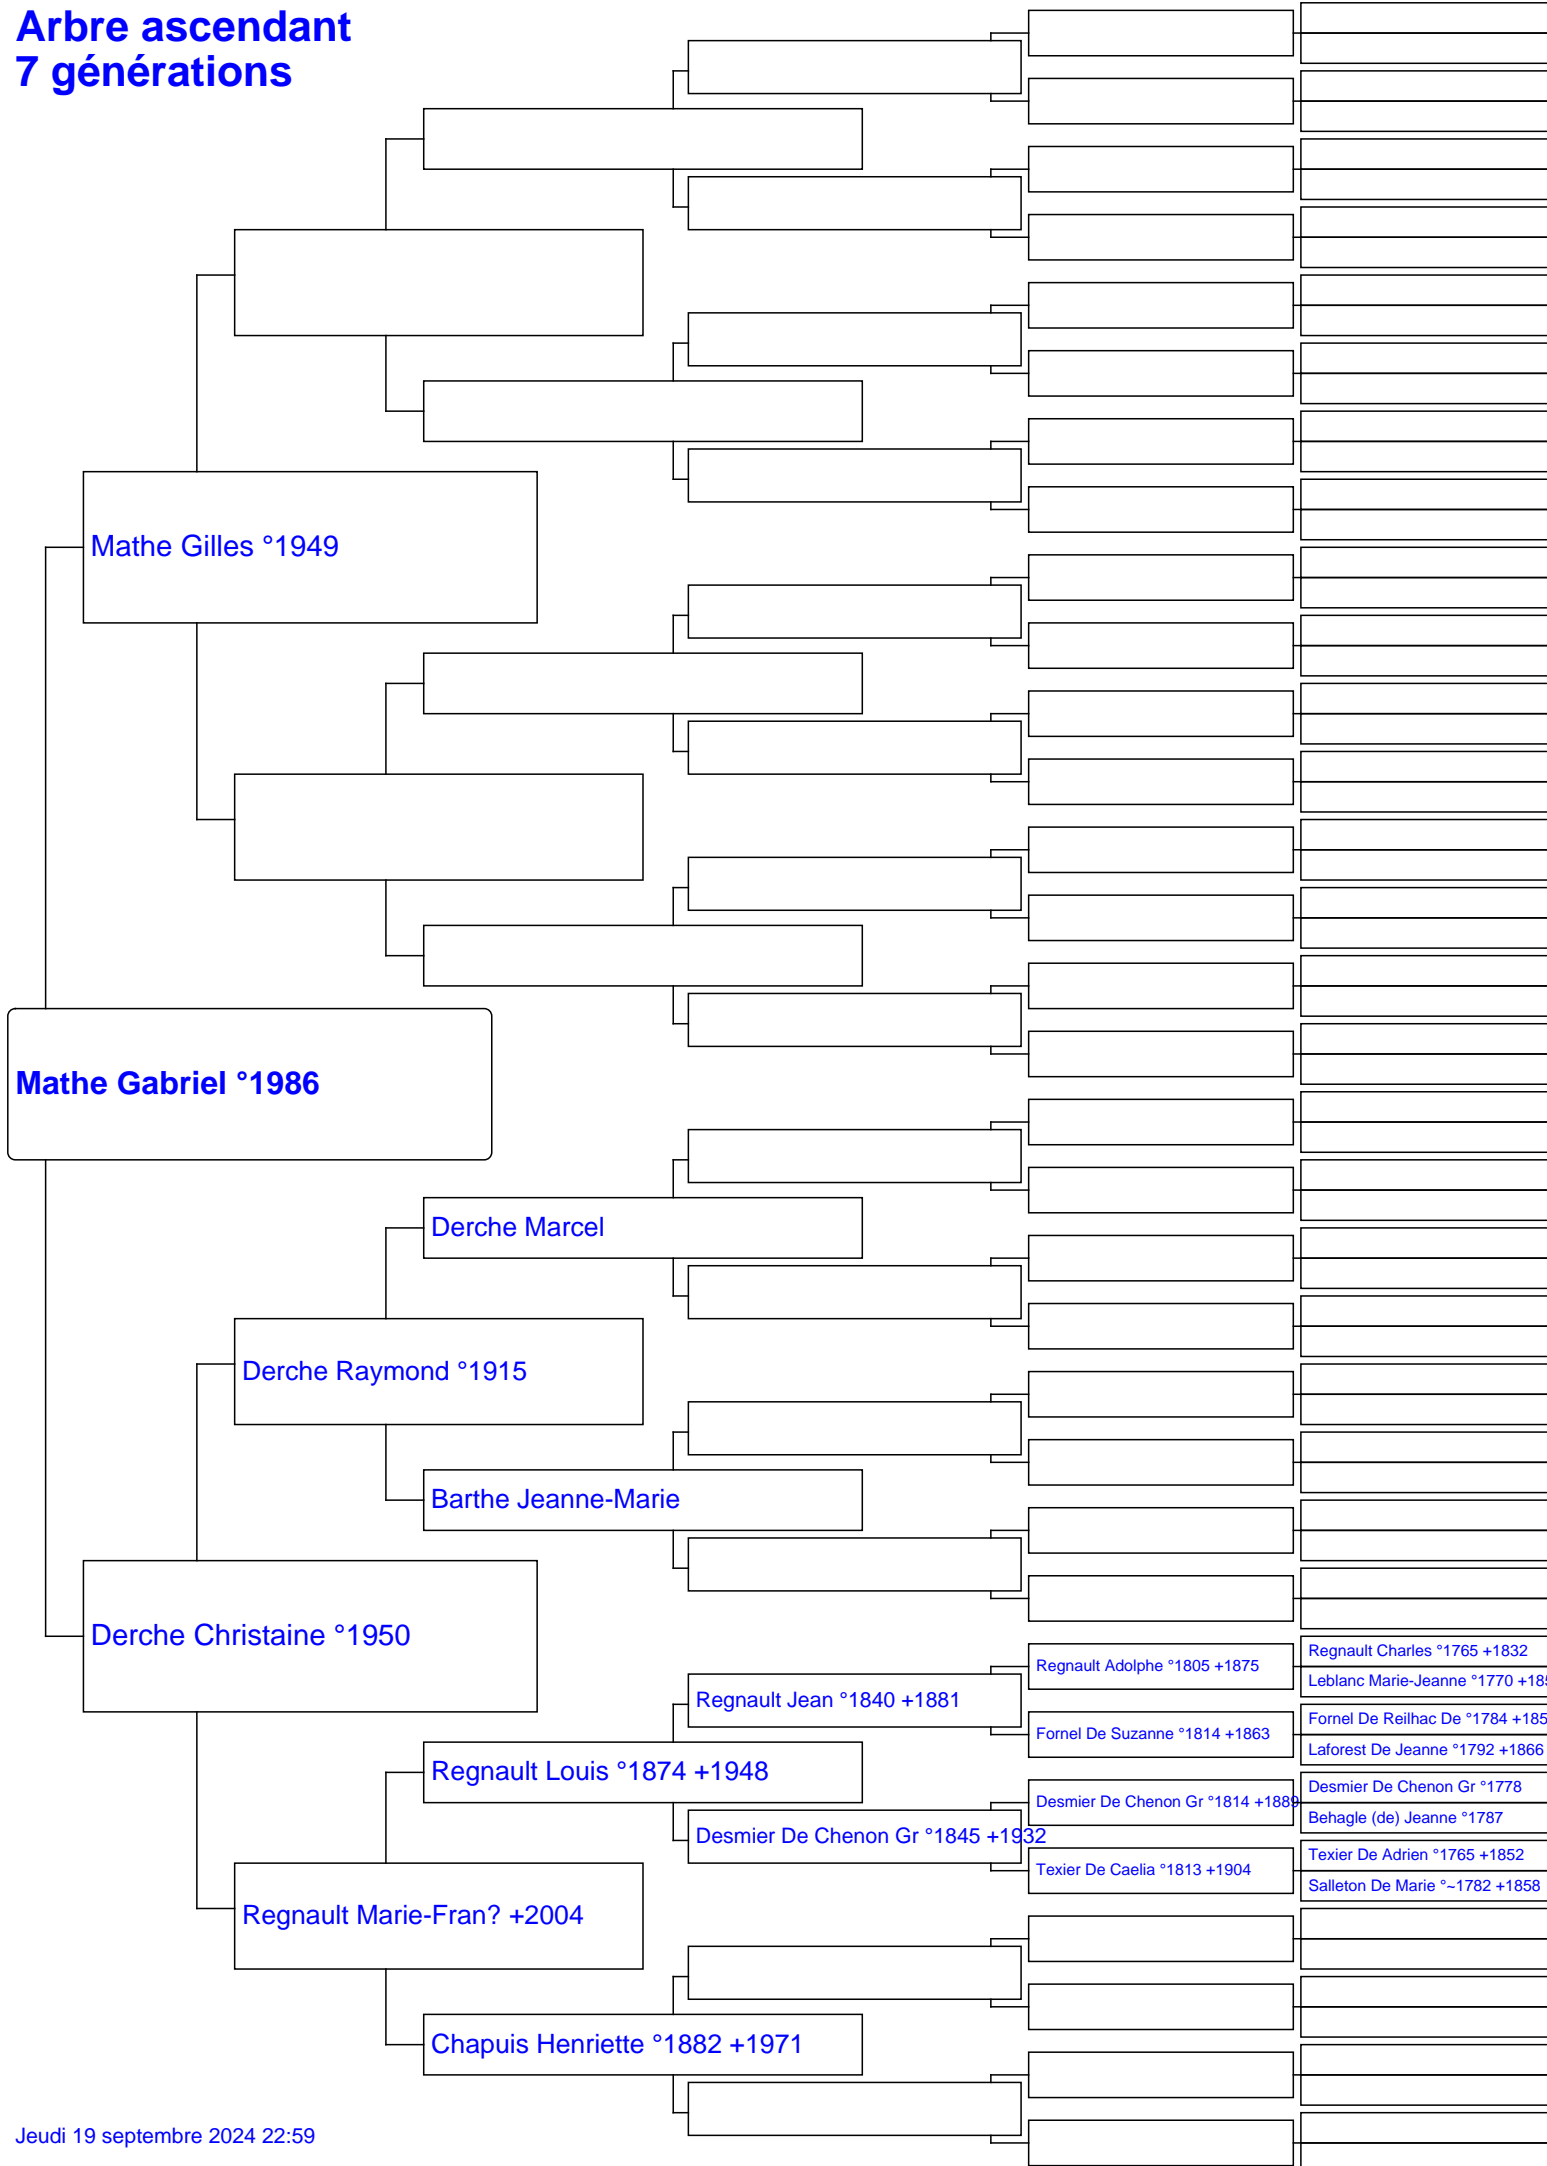 Arbre ascendant
7 générations
Mathe Gilles °1949
Mathe Gabriel °1986
Derche Marcel
Derche Raymond °1915
Barthe Jeanne-Marie
Derche Christaine °1950
Regnault Charles °1765 +1832
Regnault Adolphe °1805 +1875
Leblanc Marie-Jeanne °1770 +185
Regnault Jean °1840 +1881
Fornel De Reilhac De °1784 +185
Fornel De Suzanne °1814 +1863
Laforest De Jeanne °1792 +1866
Regnault Louis °1874 +1948
Desmier De Chenon Gr °1778
Desmier De Chenon Gr °1814 +1889
Behagle (de) Jeanne °1787
Desmier De Chenon Gr °1845 +1932
Texier De Adrien °1765 +1852
Texier De Caelia °1813 +1904
Salleton De Marie °~1782 +1858
Regnault Marie-Fran? +2004
Chapuis Henriette °1882 +1971
Jeudi 19 septembre 2024 22:59